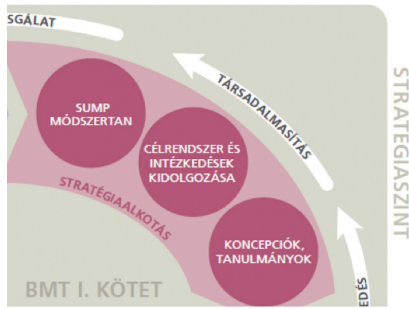 SGÁLAT
TÁRSADALMASÍTÁS
STRATÉGIASZINT
SUMP
MÓDSZERTAN
CÉLRENDSZER ÉS
INTÉZKEDÉSEK
KIDOLGOZÁSA
STRATÉGIAALKOTÁS
KONCEPCIÓK,
TANULMÁNYOK
BMT I. KÖTET
EDÉS